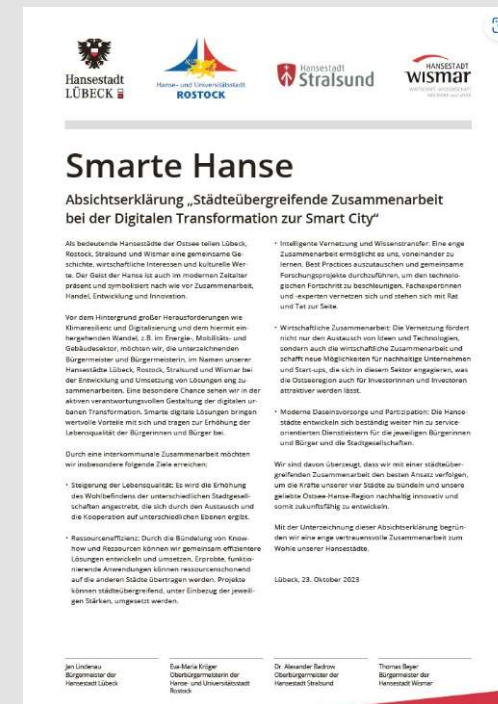 Hansestadt
LÜBECK
Hanse- und Universitätsstadt
ROSTOCK
Hansestadt
Stralsund
HANSESTADT
WISMAR
Smarte Hanse
Absichtserklärung „Städteübergreifende Zusammenarbeit
bei der Digitalen Transformation zur Smart City“
Als bedeutende Hansestädte der Ostsee teilen Lübeck,
Rostock, Stralsund und Wismar eine gemeinsame Ge-
schichte, wirtschaftliche Interessen und kulturelle Wer-
te. Der Geist der Hanse ist auch im modernen Zeitalter
präsent und symbolisiert nach wie vor Zusammenarbeit,
Handel, Entwicklung und Innovation.
Vor dem Hintergrund großer Herausforderungen wie
Klimaresilienz und Digitalisierung und dem hiermit ein-
hergehenden Wandel, z.B. im Energie-, Mobilitäts- und
Gebäudesektor, möchten wir, die unterzeichnenden
Bürgermeister und Bürgermeisterin, im Namen unserer
Hansestädte Lübeck, Rostock, Stralsund und Wismar bei
der Entwicklung und Umsetzung von Lösungen eng zu-
sammenarbeiten. Eine besondere Chance sehen wir in der
aktiven verantwortungsvollen Gestaltung der digitalen ur-
banen Transformation. Smarte digitale Lösungen bringen
wertvolle Vorteile mit sich und tragen zur Erhöhung der
Lebensqualität der Bürgerinnen und Bürger bei.
Durch eine interkommunale Zusammenarbeit möchten
wir insbesondere folgende Ziele erreichen:
• Steigerung der Lebensqualität: Es wird die Erhöhung
des Wohlbefindens der unterschiedlichen Stadtgesell-
schaften angestrebt, die sich durch den Austausch und
die Kooperation auf unterschiedlichen Ebenen ergibt.
• Ressourceneffizienz: Durch die Bündelung von Know-
how und Ressourcen können wir gemeinsam effizientere
Lösungen entwickeln und umsetzen. Erprobte, funktio-
nierende Anwendungen können ressourcenschonend
auf die anderen Städte übertragen werden. Projekte
können städteübergreifend, unter Einbezug der jeweili-
gen Stärken, umgesetzt werden.
• Intelligente Vernetzung und Wissenstransfer: Eine enge
Zusammenarbeit ermöglicht es uns, voneinander zu
lernen, Best Practices auszutauschen und gemeinsame
Forschungsprojekte durchzuführen, um den technolo-
gischen Fortschritt zu beschleunigen. Fachexpertinnen
und -experten vernetzen sich und stehen sich mit Rat
und Tat zur Seite.
• Wirtschaftliche Zusammenarbeit: Die Vernetzung fördert
nicht nur den Austausch von Ideen und Technologien,
sondern auch die wirtschaftliche Zusammenarbeit und
schafft neue Möglichkeiten für nachhaltige Unternehmen
und Start-ups, die sich in diesem Sektor engagieren, was
die Ostseeregion auch für Investorinnen und Investoren
attraktiver werden lässt.
• Moderne Daseinsvorsorge und Partizipation: Die Hanse-
städte entwickeln sich beständig weiter hin zu service-
orientierten Dienstleistern für die jeweiligen Bürgerinnen
und Bürger und die Stadtgesellschaften.
Wir sind davon überzeugt, dass wir mit einer städteüber-
greifenden Zusammenarbeit den besten Ansatz verfolgen,
um die Kräfte unserer vier Städte zu bündeln und unsere
geliebte Ostsee-Hanse-Region nachhaltig innovativ und
somit zukunftsfähig zu entwickeln.
Mit der Unterzeichnung dieser Absichtserklärung begrün-
den wir eine enge vertrauensvolle Zusammenarbeit zum
Wohle unserer Hansestädte.
Lübeck, 23. Oktober 2023
Jan Lindenau
Bürgermeister der
Hansestadt Lübeck
Eva-Maria Kröger
Oberbürgermeisterin der
Hanse- und Universitätsstadt
Rostock
Dr. Alexander Badrow
Oberbürgermeister der
Hansestadt Stralsund
Thomas Beyer
Bürgermeister der
Hansestadt Wismar